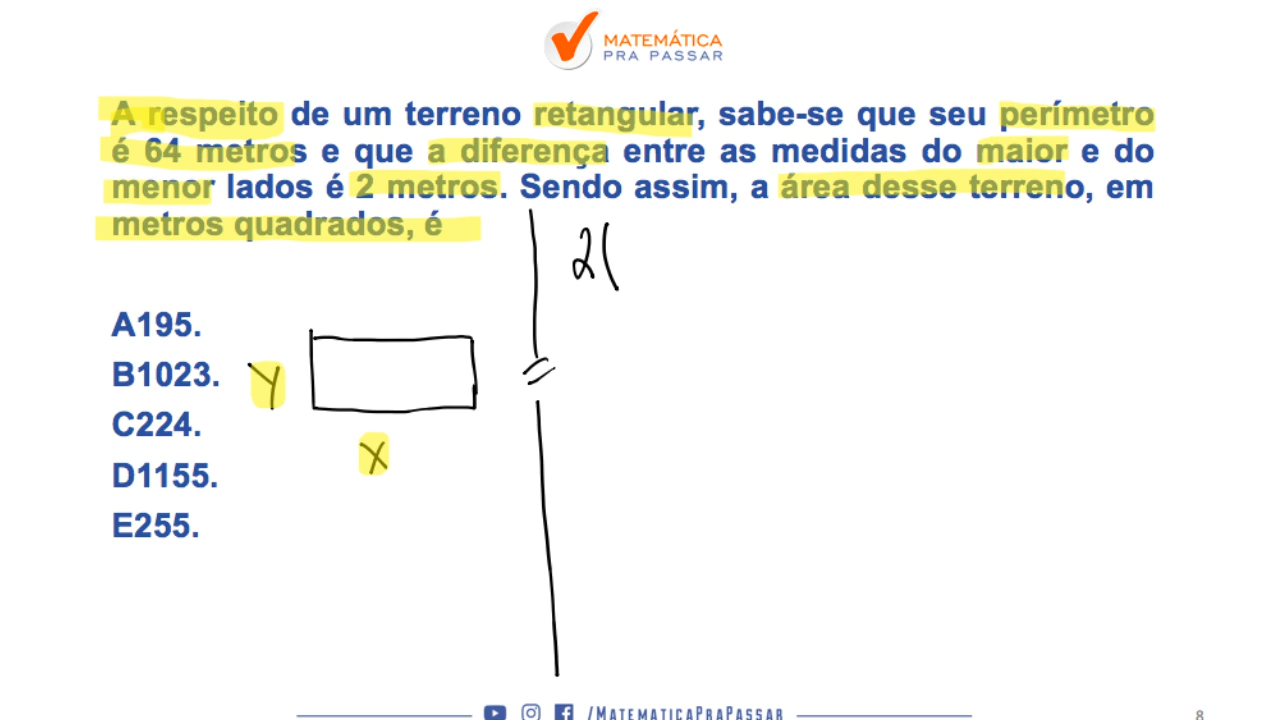 MATEMÁTICA
PRA PASSAR
A respeito de um terreno retangular, sabe-se que seu perímetro
é 64 metros e que a diferença entre as medidas do maior e do
menor lados é 2 metros. Sendo assim, a área desse terreno, em
metros quadrados, é
2(
A195.
B1023.
Y
C224.
X
D1155.
E255.
/MATEMATICAPRAPASSAR
8